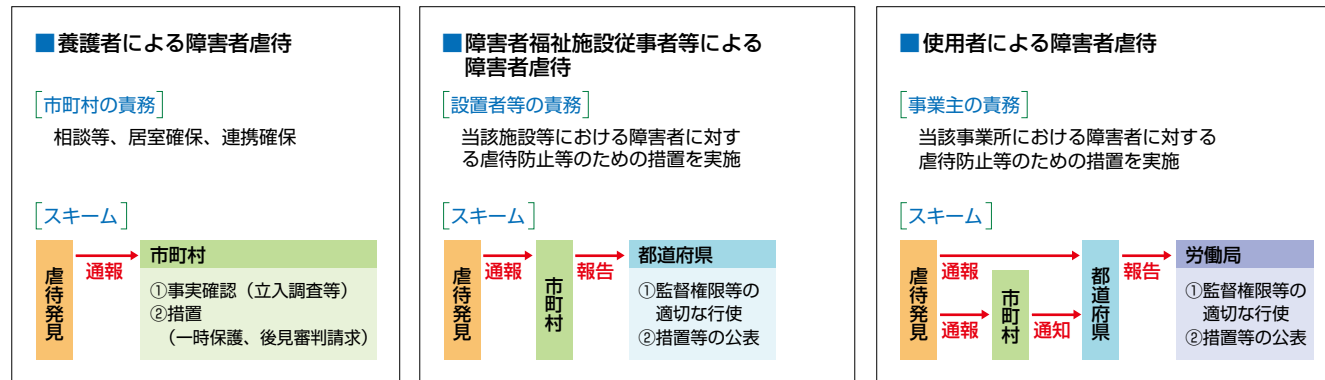 ■養護者による障害者虐待
[市町村の責務]
相談等、居室確保、連携確保
[スキーム]
虐待発見
通報
市町村
①事実確認（立入調査等）
②措置
（一時保護、後見審判請求）
■障害者福祉施設従事者等による
障害者虐待
[設置者等の責務]
当該施設等における障害者に対す
る虐待防止等のための措置を実施
[スキーム]
虐待発見
通報
市町村
報告
都道府県
①監督権限等の
適切な行使
②措置等の公表
■使用者による障害者虐待
[事業主の責務]
当該事業所における障害者に対する
虐待防止等のための措置を実施
[スキーム]
虐待発見
通報
通報
市町村
通知
都道府県
報告
労働局
①監督権限等の
適切な行使
②措置等の公表